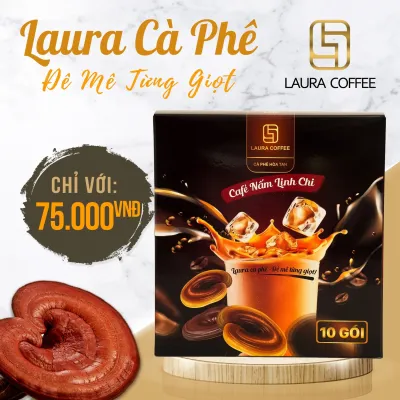 Laura Cà Phê
Đê Mê Từng Giọt
LAURA COFFEE
CHỈ VỚI:
75.000VNĐ
LAURA COFFEE
CÀ PHÊ HÒA TAN
Café Nấm Linh Chi
Laura cà phê Đê mê từng giọt!
10 GÓI